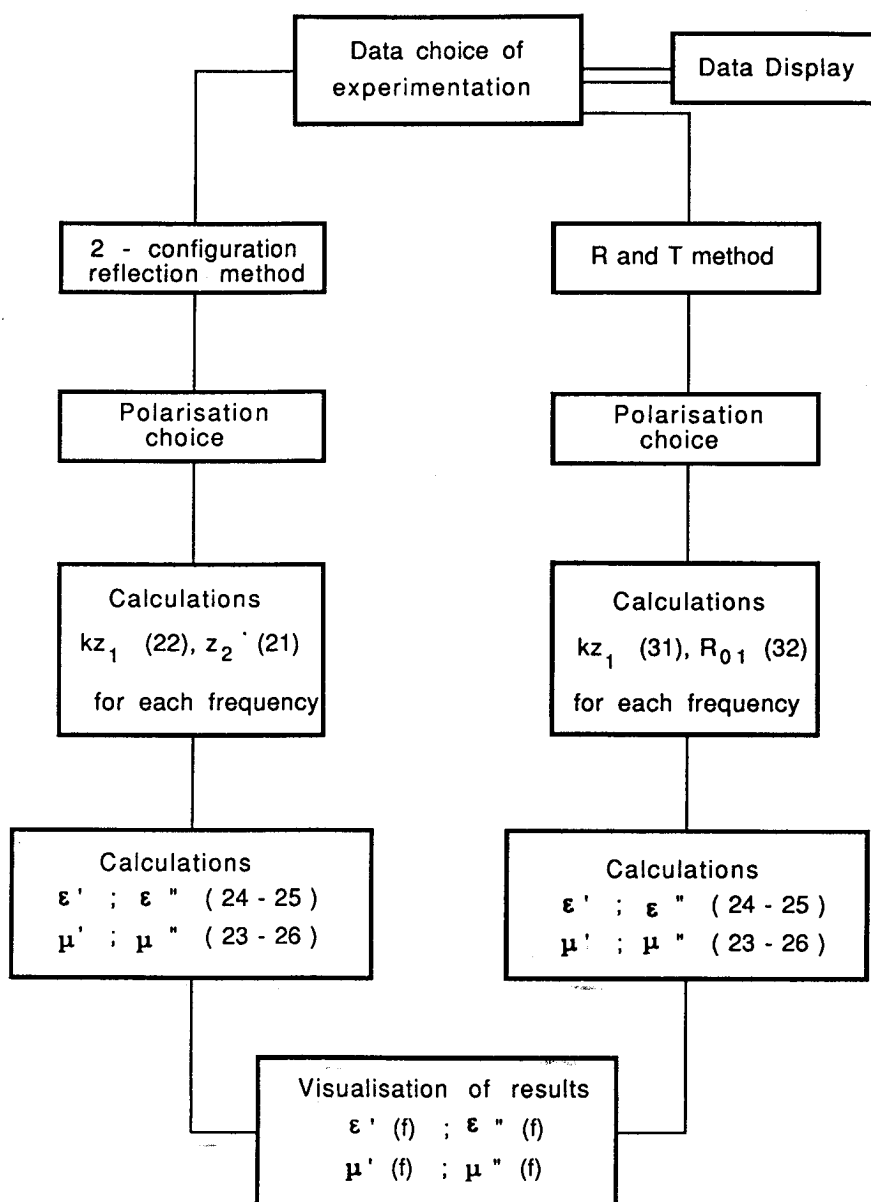 Data choice of
experimentation
Data Display
2 - configuration
reflection method
R and T method
Polarisation
choice
Polarisation
choice
Calculations
kz₁ (22), z₂ (21)
for each frequency
Calculations
kz₁ (31), R₀₁ (32)
for each frequency
Calculations
ε' ; ε" ( 24 - 25 )
μ' ; μ" ( 23 - 26 )
Calculations
ε' ; ε" ( 24 - 25 )
μ' ; μ" ( 23 - 26 )
Visualisation of results
ε' (f) ; ε" (f)
μ' (f) ; μ" (f)